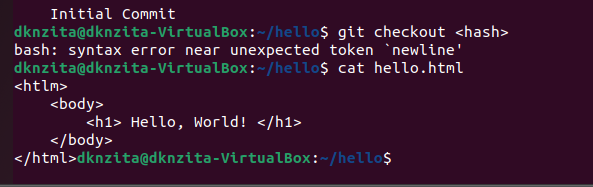 Initial Commit
dknzita@dknzita-VirtualBox:~/hello$ git checkout <hash>
bash: syntax error near unexpected token `newline'
dknzita@dknzita-VirtualBox:~/hello$ cat hello.html
<htlm>
    <body>
        <h1> Hello, World! </h1>
    </body>
</html>dknzita@dknzita-VirtualBox:~/hello$